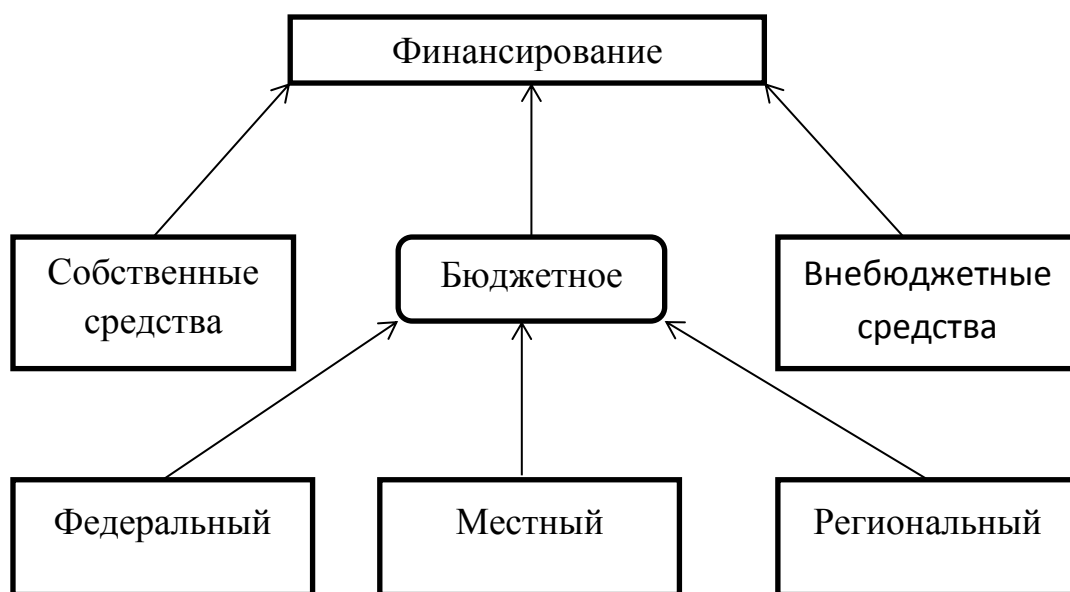 Финансирование
Собственные
средства
Бюджетное
Внебюджетные
средства
Федеральный
Местный
Региональный